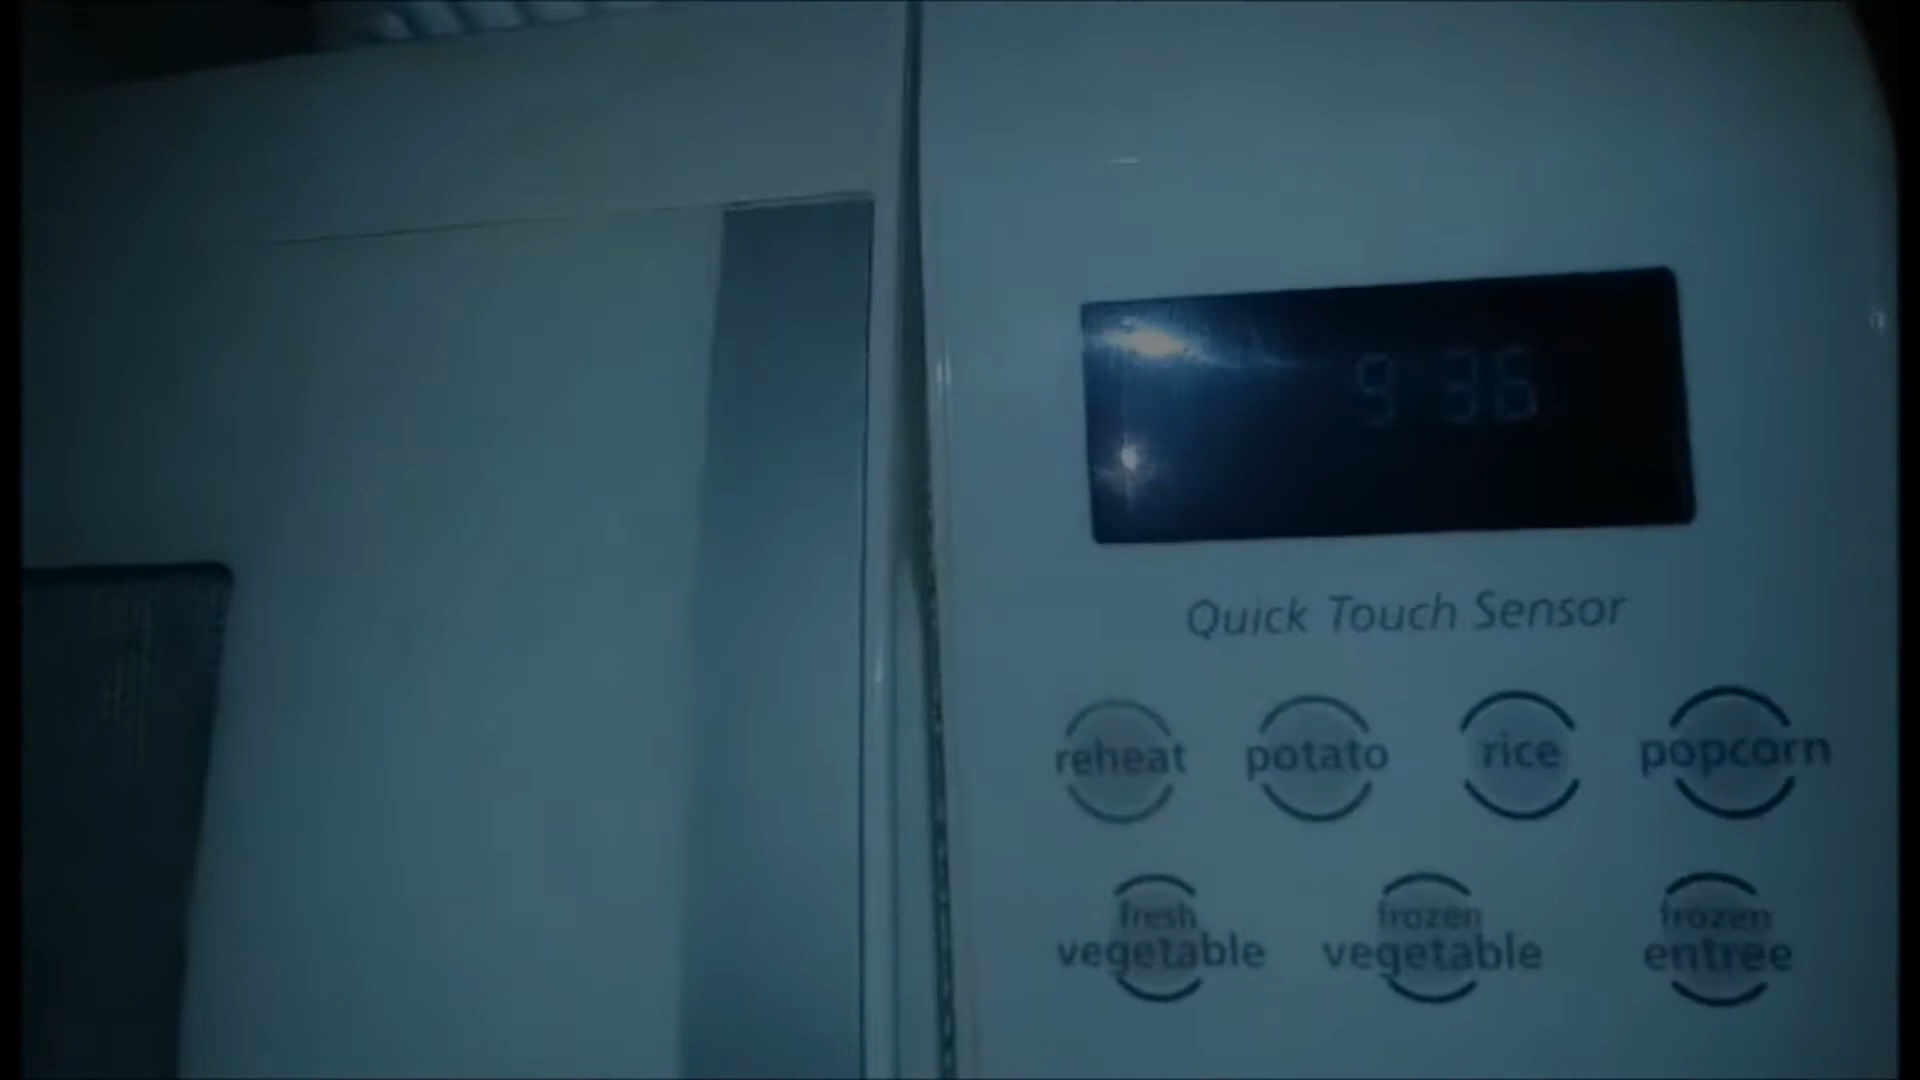 9 36
Quick Touch Sensor
reheat potato rice popcorn
fresh frozen frozen
vegetable vegetable entree